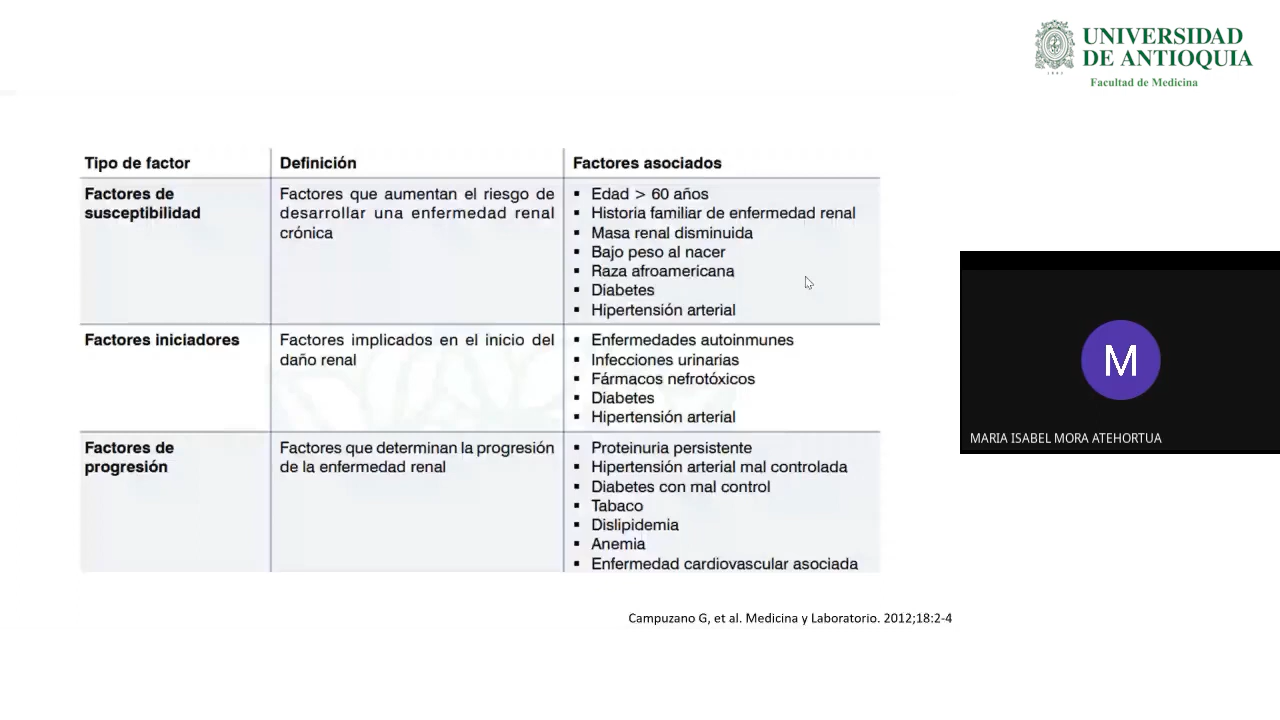 UNIVERSIDAD
DE ANTIOQUIA
1803
Facultad de Medicina
Tipo de factor
Definición
Factores asociados
Factores de
susceptibilidad
Factores que aumentan el riesgo de
desarrollar una enfermedad renal
crónica
▪ Edad > 60 años
▪ Historia familiar de enfermedad renal
▪ Masa renal disminuida
▪ Bajo peso al nacer
▪ Raza afroamericana
▪ Diabetes
▪ Hipertensión arterial
Factores iniciadores
Factores implicados en el inicio del
daño renal
▪ Enfermedades autoinmunes
▪ Infecciones urinarias
▪ Fármacos nefrotóxicos
▪ Diabetes
▪ Hipertensión arterial
Factores de
progresión
Factores que determinan la progresión
de la enfermedad renal
▪ Proteinuria persistente
▪ Hipertensión arterial mal controlada
▪ Diabetes con mal control
▪ Tabaco
▪ Dislipidemia
▪ Anemia
▪ Enfermedad cardiovascular asociada
Campuzano G, et al. Medicina y Laboratorio. 2012;18:2-4
M
MARIA ISABEL MORA ATEHORTUA